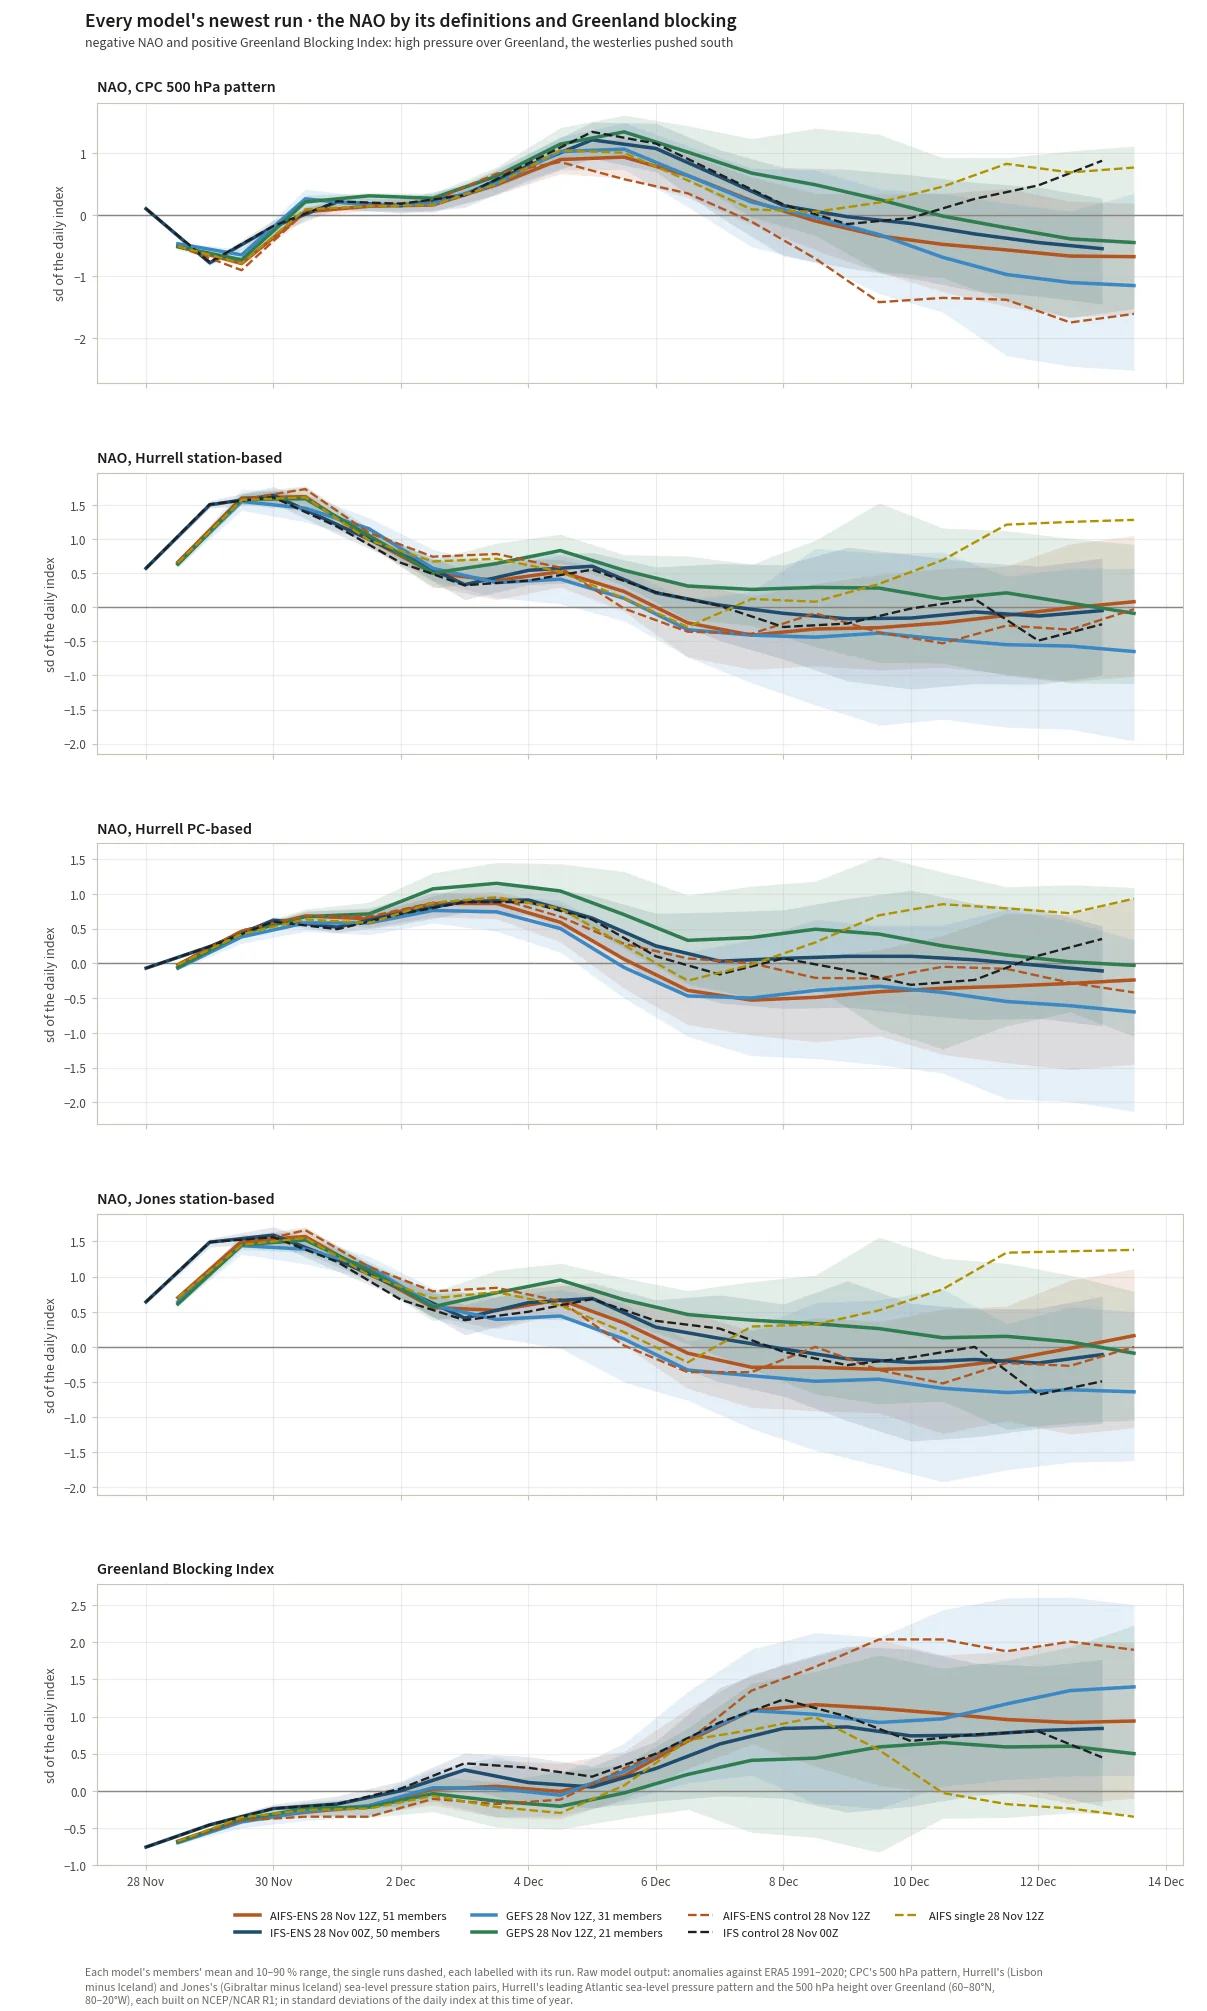 Every model's newest run · the NAO by its definitions and Greenland blocking
negative NAO and positive Greenland Blocking Index: high pressure over Greenland, the westerlies pushed south
NAO, CPC 500 hPa pattern
sd of the daily index
1
0
−1
−2
NAO, Hurrell station-based
sd of the daily index
1.5
1.0
0.5
0.0
−0.5
−1.0
−1.5
−2.0
NAO, Hurrell PC-based
sd of the daily index
1.5
1.0
0.5
0.0
−0.5
−1.0
−1.5
−2.0
NAO, Jones station-based
sd of the daily index
1.5
1.0
0.5
0.0
−0.5
−1.0
−1.5
−2.0
Greenland Blocking Index
sd of the daily index
2.5
2.0
1.5
1.0
0.5
0.0
−0.5
−1.0
28 Nov 30 Nov 2 Dec 4 Dec 6 Dec 8 Dec 10 Dec 12 Dec 14 Dec
AIFS-ENS 28 Nov 12Z, 51 members GEFS 28 Nov 12Z, 31 members AIFS-ENS control 28 Nov 12Z AIFS single 28 Nov 12Z
IFS-ENS 28 Nov 00Z, 50 members GEPS 28 Nov 12Z, 21 members IFS control 28 Nov 00Z
Each model's members' mean and 10–90 % range, the single runs dashed, each labelled with its run. Raw model output: anomalies against ERA5 1991–2020; CPC's 500 hPa pattern, Hurrell's (Lisbon
minus Iceland) and Jones's (Gibraltar minus Iceland) sea-level pressure station pairs, Hurrell's leading Atlantic sea-level pressure pattern and the 500 hPa height over Greenland (60–80°N,
80–20°W), each built on NCEP/NCAR R1; in standard deviations of the daily index at this time of year.